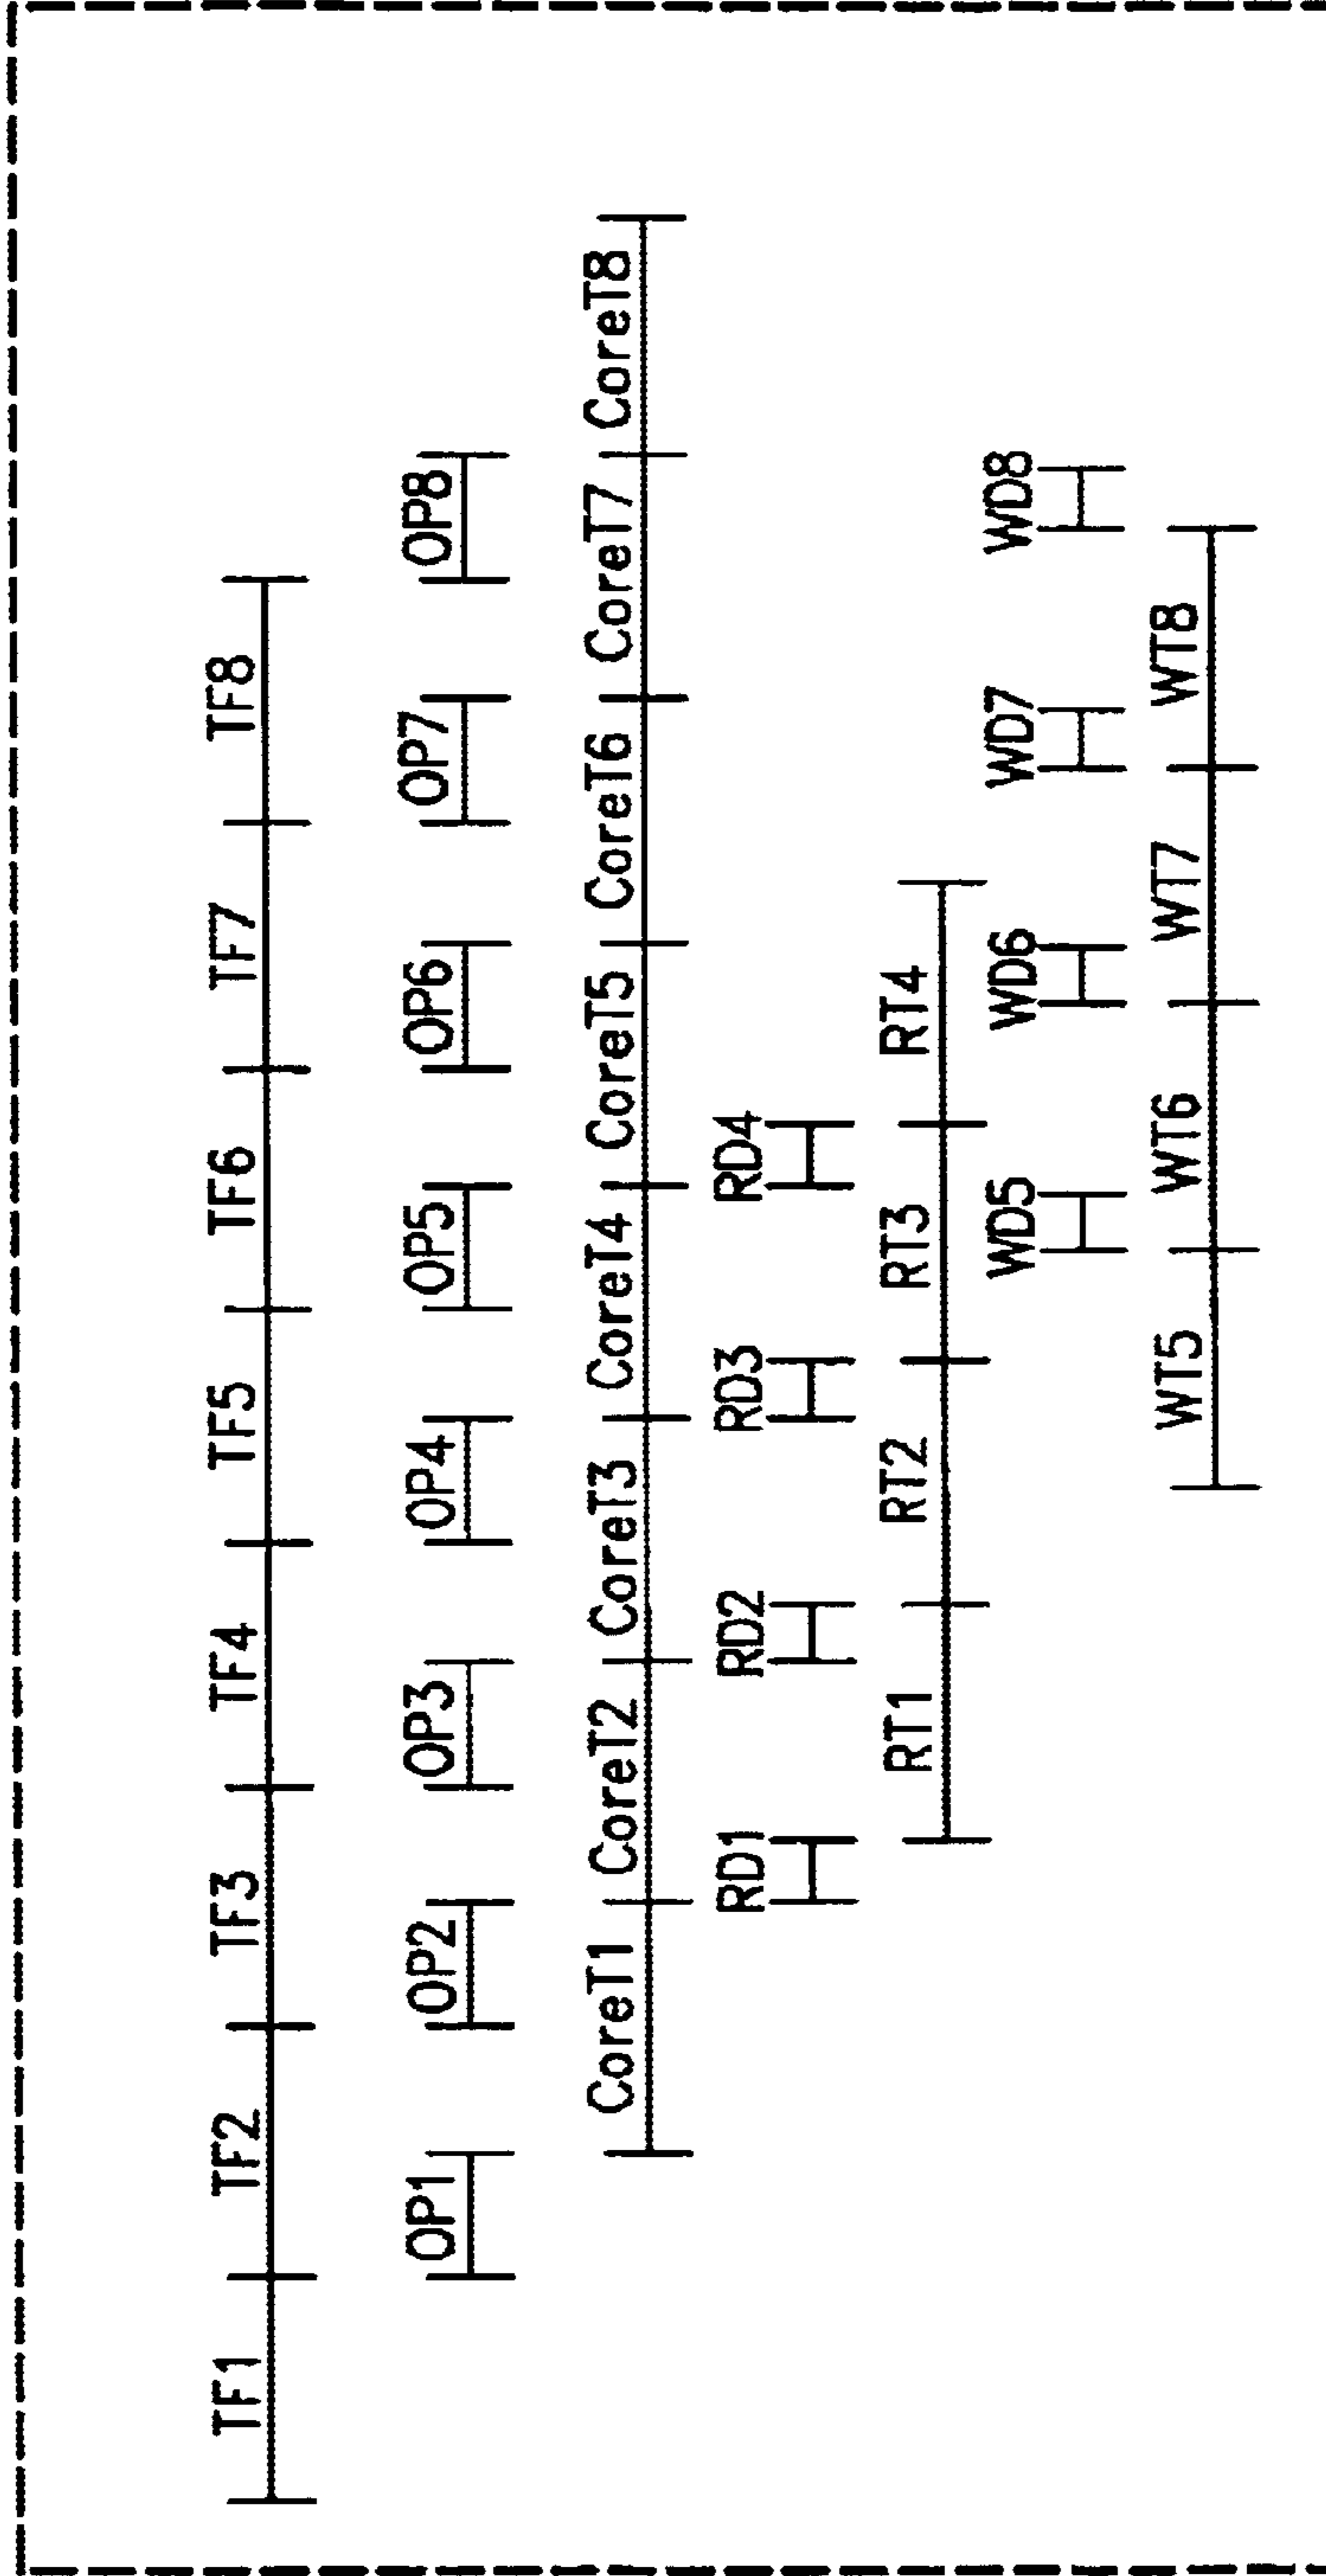 TF1 TF2 TF3 TF4 TF5 TF6 TF7 TF8
OP1 OP2 OP3 OP4 OP5 OP6 OP7 OP8
CoreT1 CoreT2 CoreT3 CoreT4 CoreT5 CoreT6 CoreT7 CoreT8
RD1 RD2 RD3 RD4
RT1 RT2 RT3 RT4
WD5 WD6 WD7 WD8
WT5 WT6 WT7 WT8